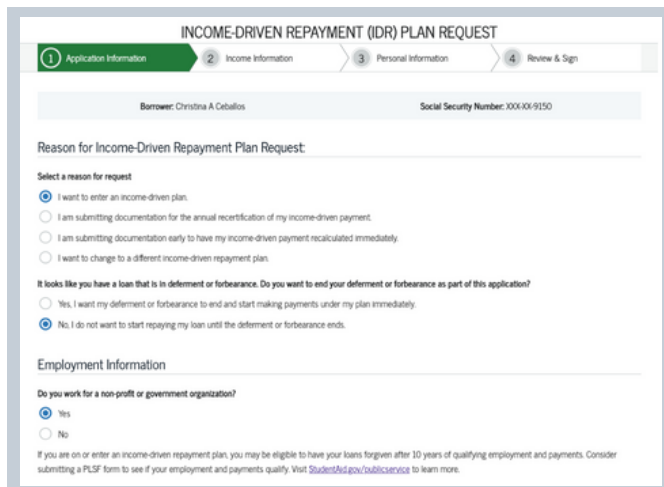 INCOME-DRIVEN REPAYMENT (IDR) PLAN REQUEST
1 Application Information 2 Income Information 3 Personal Information 4 Review & Sign
Borrower: Christina A Ceballos Social Security Number: XXX-XX-9150
Reason for Income-Driven Repayment Plan Request:
Select a reason for request
I want to enter an income-driven plan.
I am submitting documentation for the annual recertification of my income-driven payment.
I am submitting documentation early to have my income-driven payment recalculated immediately.
I want to change to a different income-driven repayment plan.
It looks like you have a loan that is in deferment or forbearance. Do you want to end your deferment or forbearance as part of this application?
Yes, I want my deferment or forbearance to end and start making payments under my plan immediately.
No, I do not want to start repaying my loan until the deferment or forbearance ends.
Employment Information
Do you work for a non-profit or government organization?
Yes
No
If you are on or enter an income-driven repayment plan, you may be eligible to have your loans forgiven after 10 years of qualifying employment and payments. Consider
submitting a PLSF form to see if your employment and payments qualify. Visit StudentAid.gov/publicservice to learn more.